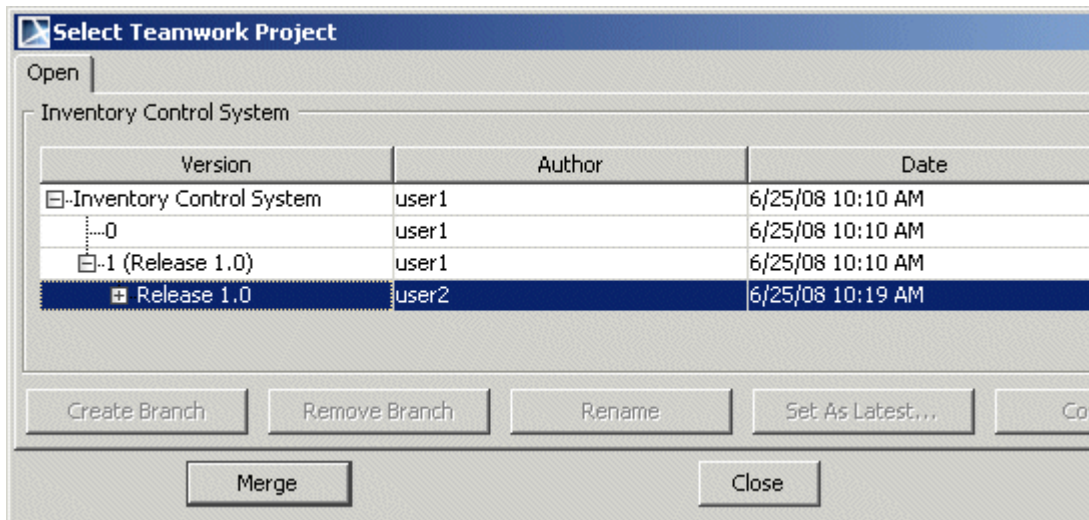 Select Teamwork Project
Open
Inventory Control System
Version Author Date
Inventory Control System user1 6/25/08 10:10 AM
0 user1 6/25/08 10:10 AM
1 (Release 1.0) user1 6/25/08 10:10 AM
Release 1.0 user2 6/25/08 10:19 AM
Create Branch Remove Branch Rename Set As Latest... Co
Merge Close